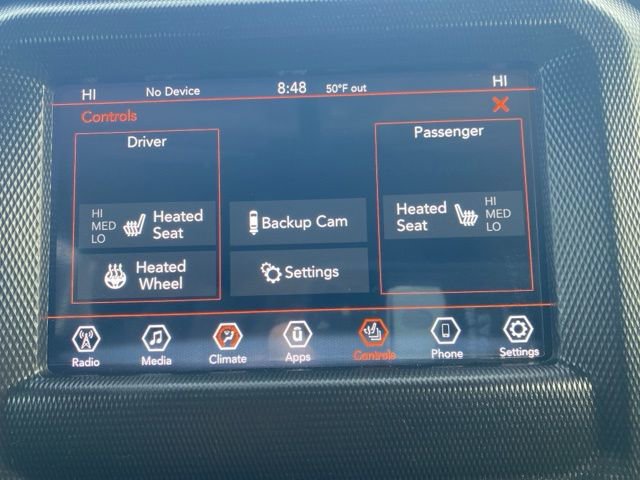 HI No Device 8:48 50°F out HI
Controls
Driver
Passenger
HI
MED
LO
Heated
Seat
Backup Cam
Heated
Seat
HI
MED
LO
Heated
Wheel
Settings
Radio Media Climate Apps Controls Phone Settings